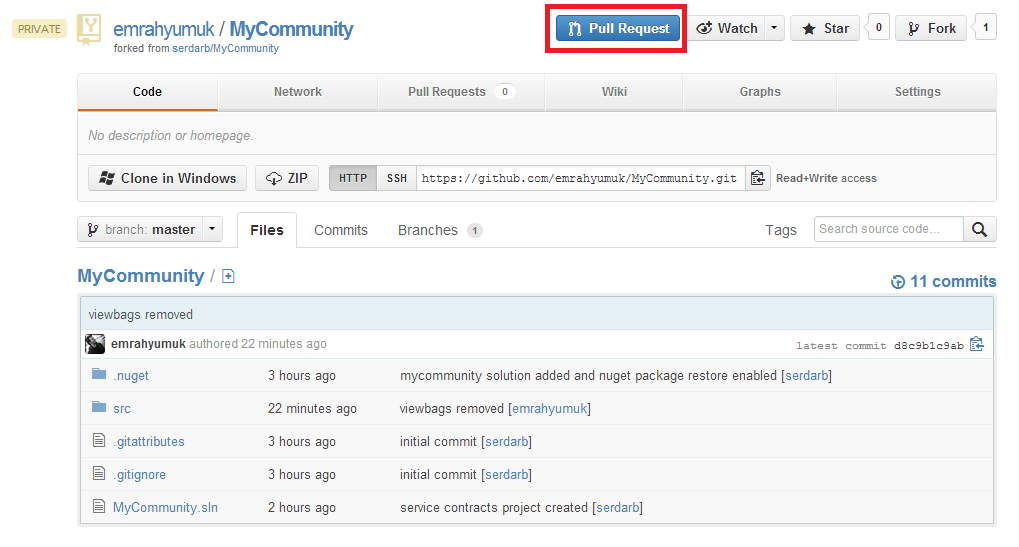 PRIVATE emrahyumuk / MyCommunity Pull Request Watch Star 0 Fork 1
forked from serdarb/MyCommunity
Code Network Pull Requests 0 Wiki Graphs Settings
No description or homepage.
Clone in Windows ZIP HTTP SSH https://github.com/emrahyumuk/MyCommunity.git Read+Write access
branch: master Files Commits Branches 1 Tags Search source code...
MyCommunity / 11 commits
viewbags removed
emrahyumuk authored 22 minutes ago latest commit d8c9b1c9ab
.nuget 3 hours ago mycommunity solution added and nuget package restore enabled [serdarb]
src 22 minutes ago viewbags removed [emrahyumuk]
.gitattributes 3 hours ago initial commit [serdarb]
.gitignore 3 hours ago initial commit [serdarb]
MyCommunity.sln 2 hours ago service contracts project created [serdarb]